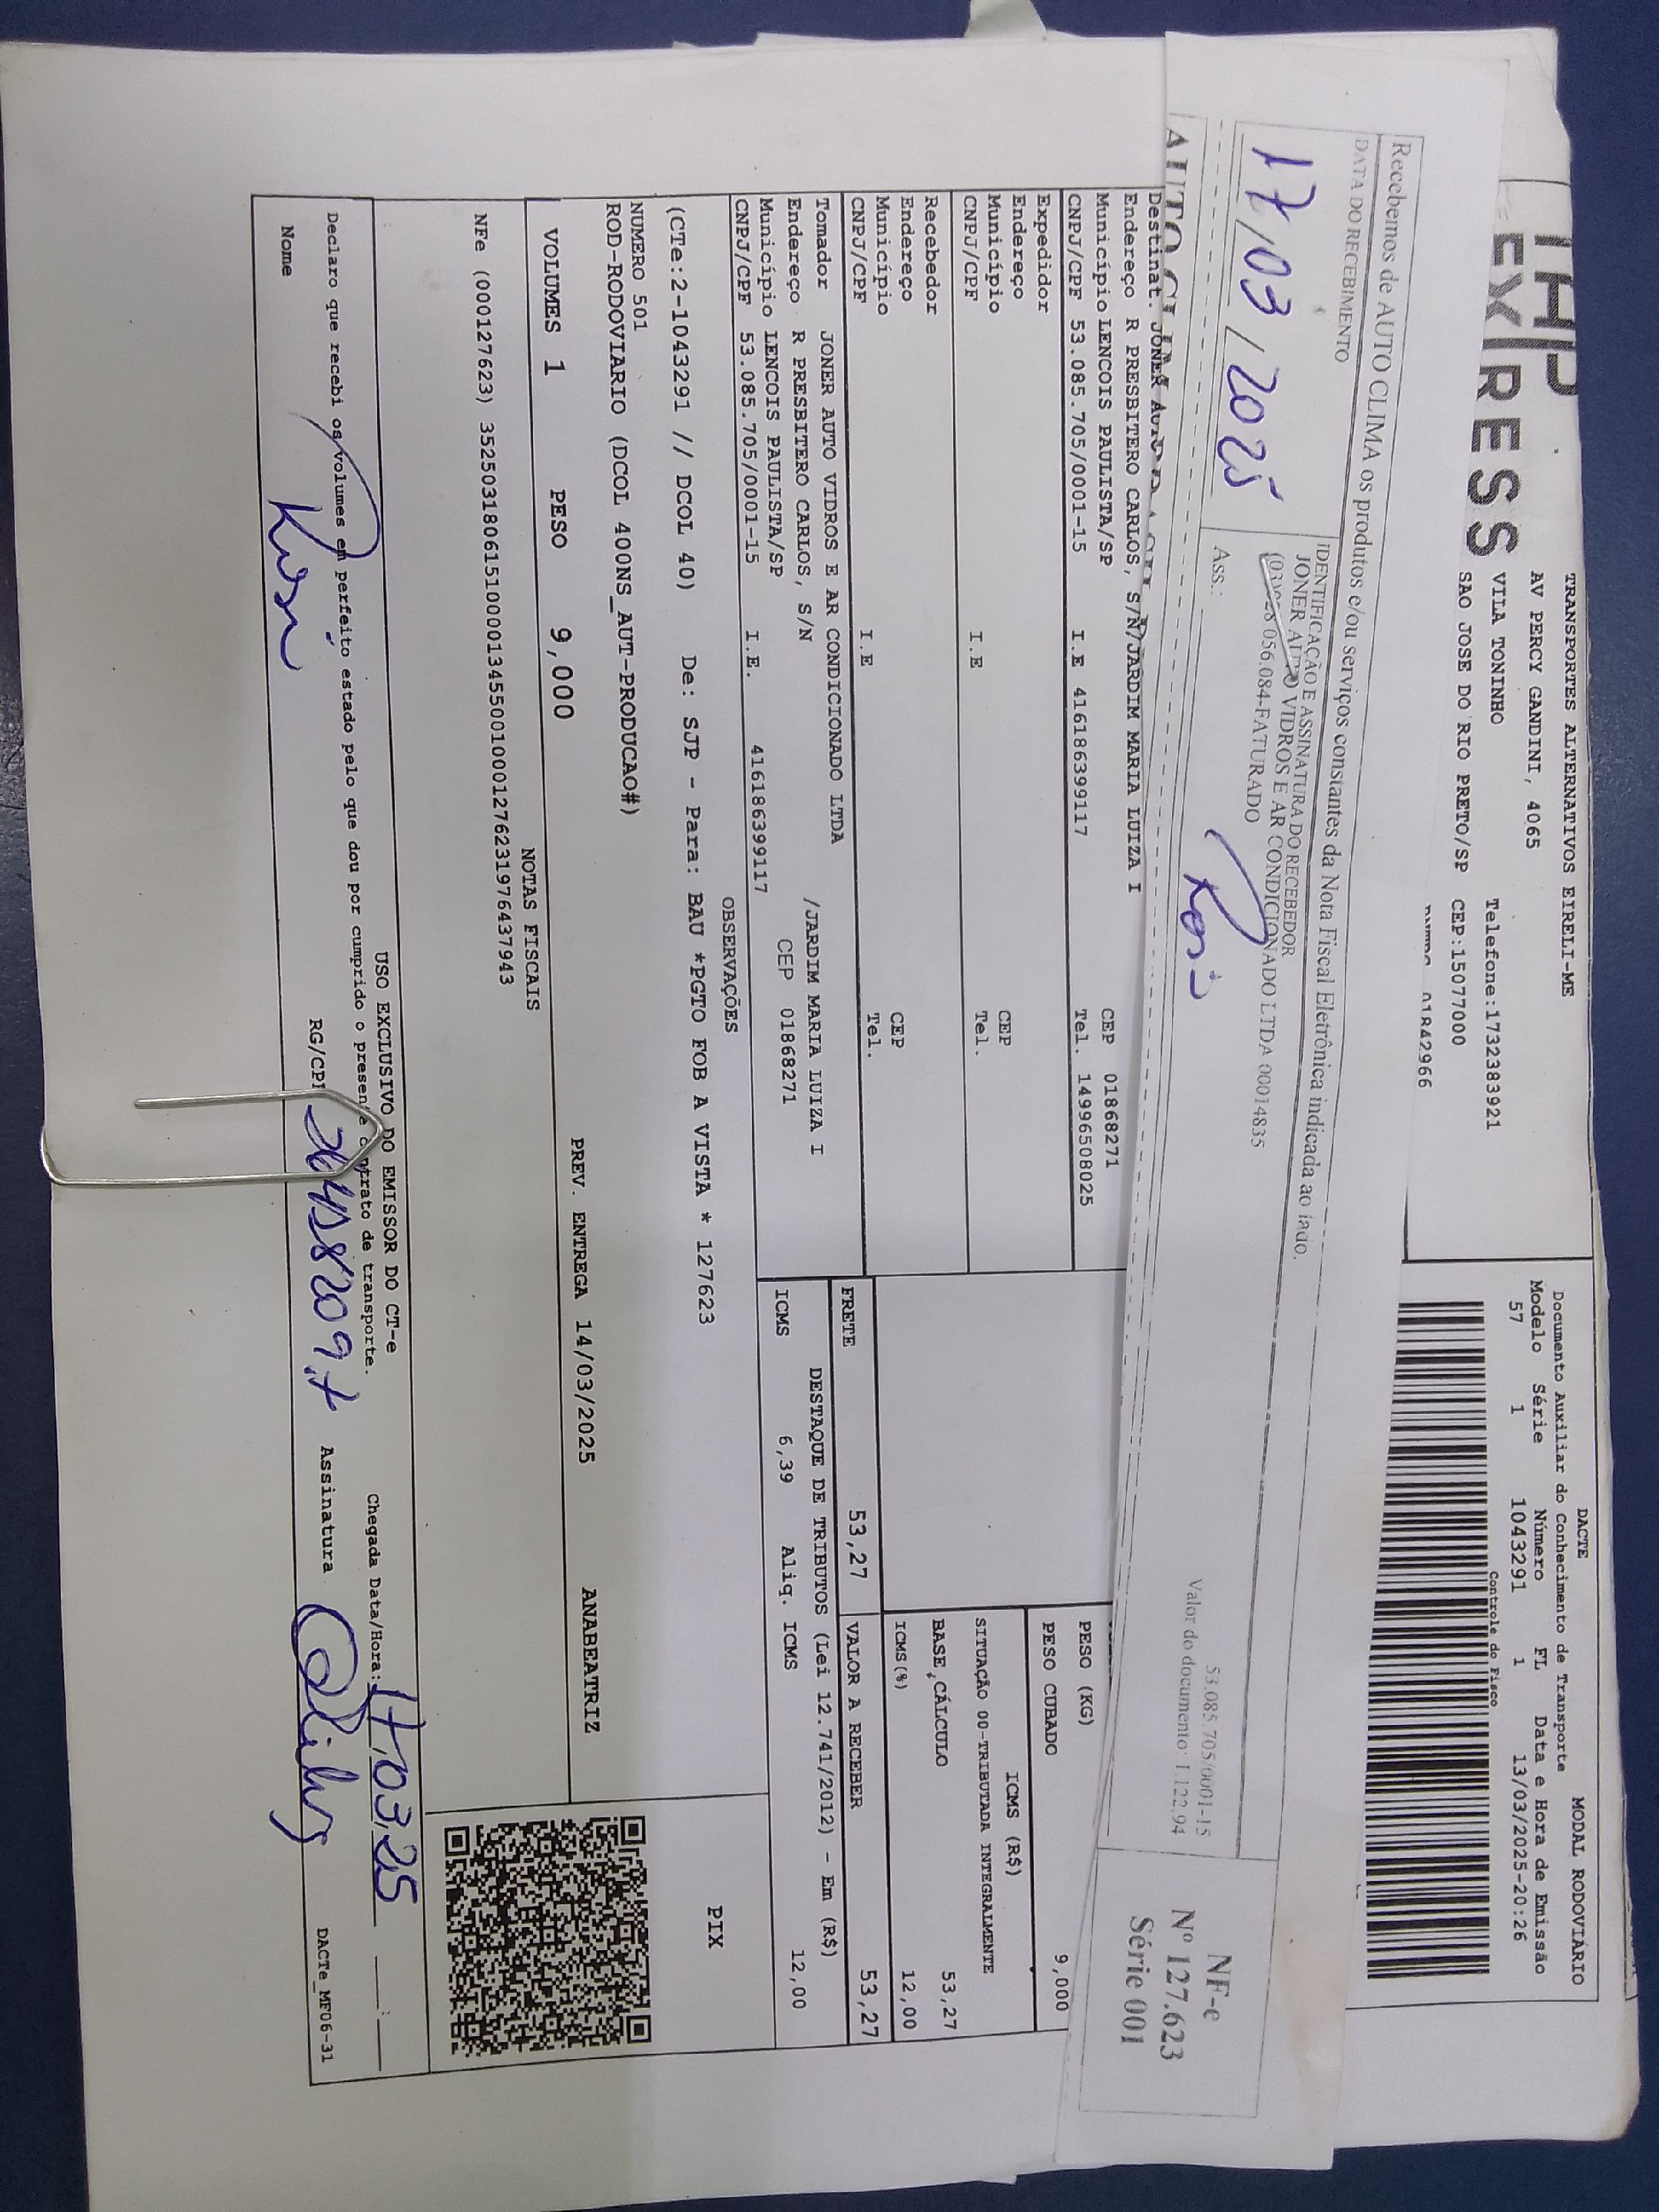 EXPRESS
TRANSPORTES ALTERNATIVOS EIRELI-ME
AV PERCY GANDINI, 4065
VILA TONINHO Telefone:1732383921
SAO JOSE DO RIO PRETO/SP CEP:15077000
01842966
DACTE MODAL RODOVIÁRIO
Documento Auxiliar do Conhecimento de Transporte
Modelo Série Número FL Data e Hora de Emissão
57 1 1043291 1 13/03/2025-20:26
Controle do Fisco
Recebemos de AUTO CLIMA os produtos e/ou serviços constantes da Nota Fiscal Eletrônica indicada ao lado.
DATA DO RECEBIMENTO
17/03/2025
IDENTIFICAÇÃO E ASSINATURA DO RECEBEDOR
JONER AUTO VIDROS E AR CONDICIONADO LTDA 00014835
056.084-FATURADO
53.085.705/0001-15
ASS.:
Valor do documento: 1.122,94
NF-e
Nº 127.623
Série 001
Destinat. JONER
Endereço R PRESBITERO CARLOS, S/N/JARDIM MARIA LUIZA I
Município LENCOIS PAULISTA/SP CEP 01868271
CNPJ/CPF 53.085.705/0001-15 I.E 41618639­9117 Tel. 14996508025
Expedidor
Endereço
Município CEP
CNPJ/CPF I.E Tel.
Recebedor
Endereço
Município CEP
CNPJ/CPF I.E Tel.
PESO (KG)
PESO CUBADO 9,000
ICMS (R$)
SITUAÇÃO 00-TRIBUTADA INTEGRALMENTE
BASE CÁLCULO 53,27
ICMS(%) 12,00
Tomador JONER AUTO VIDROS E AR CONDICIONADO LTDA
Endereço R PRESBITERO CARLOS, S/N /JARDIM MARIA LUIZA I
Município LENCOIS PAULISTA/SP CEP 01868271
CNPJ/CPF 53.085.705/0001-15 I.E. 416186399117
FRETE 53,27 VALOR A RECEBER 53,27
DESTAQUE DE TRIBUTOS (Lei 12.741/2012) - Em (R$)
ICMS 6,39 Aliq. ICMS 12,00
OBSERVAÇÕES
(CTe:2-1043291 // DCOL 40) De: SJP - Para: BAU *PGTO FOB A VISTA * 127623
NUMERO 501
ROD-RODOVIARIO (DCOL 400NS_AUT-PRODUCAO#)
PIX
VOLUMES 1 PESO 9,000 PREV. ENTREGA 14/03/2025 ANABEATRIZ
NOTAS FISCAIS
NFe (000127623) 35250318061510000134550010001276231976437943
USO EXCLUSIVO DO EMISSOR DO CT-e
Declaro que recebi os volumes em perfeito estado pelo que dou por cumprido o presente contrato de transporte.
Chegada Data/Hora: 17,03,25
Nome RG/CPF Assinatura
DACTe_MF06-31